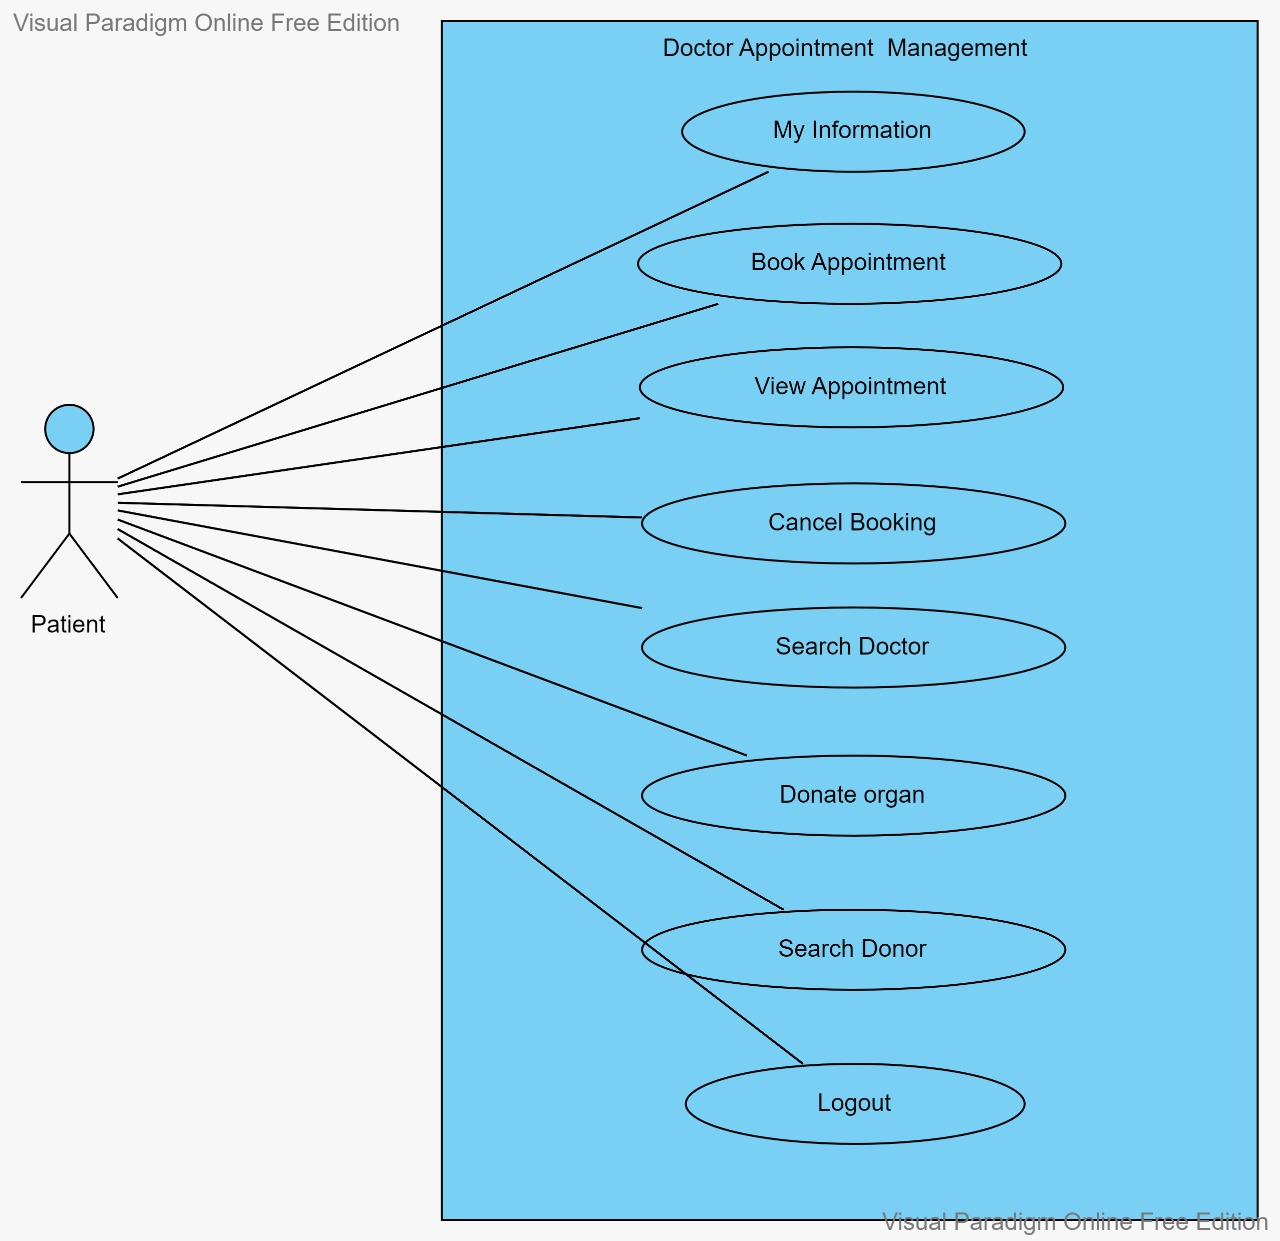 Visual Paradigm Online Free Edition
Doctor Appointment  Management
My Information
Book Appointment
View Appointment
Cancel Booking
Patient
Search Doctor
Donate organ
Search Donor
Logout
Visual Paradigm Online Free Edition